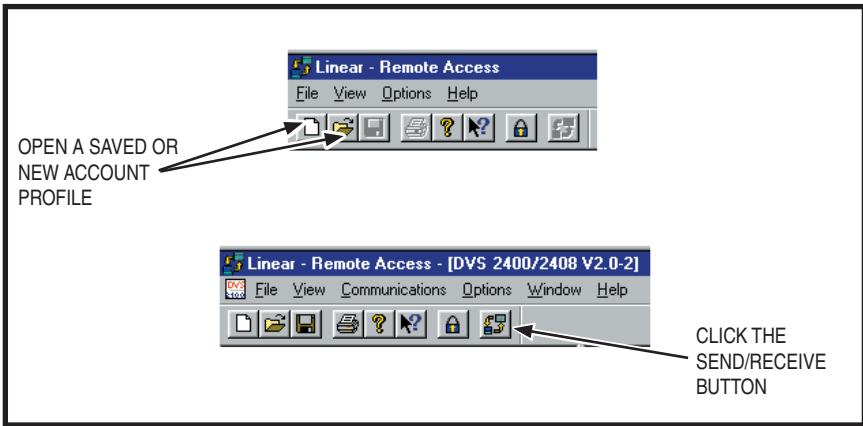 Linear - Remote Access
File View Options Help
OPEN A SAVED OR
NEW ACCOUNT
PROFILE
Linear - Remote Access - [DVS 2400/2408 V2.0-2]
File View Communications Options Window Help
CLICK THE
SEND/RECEIVE
BUTTON